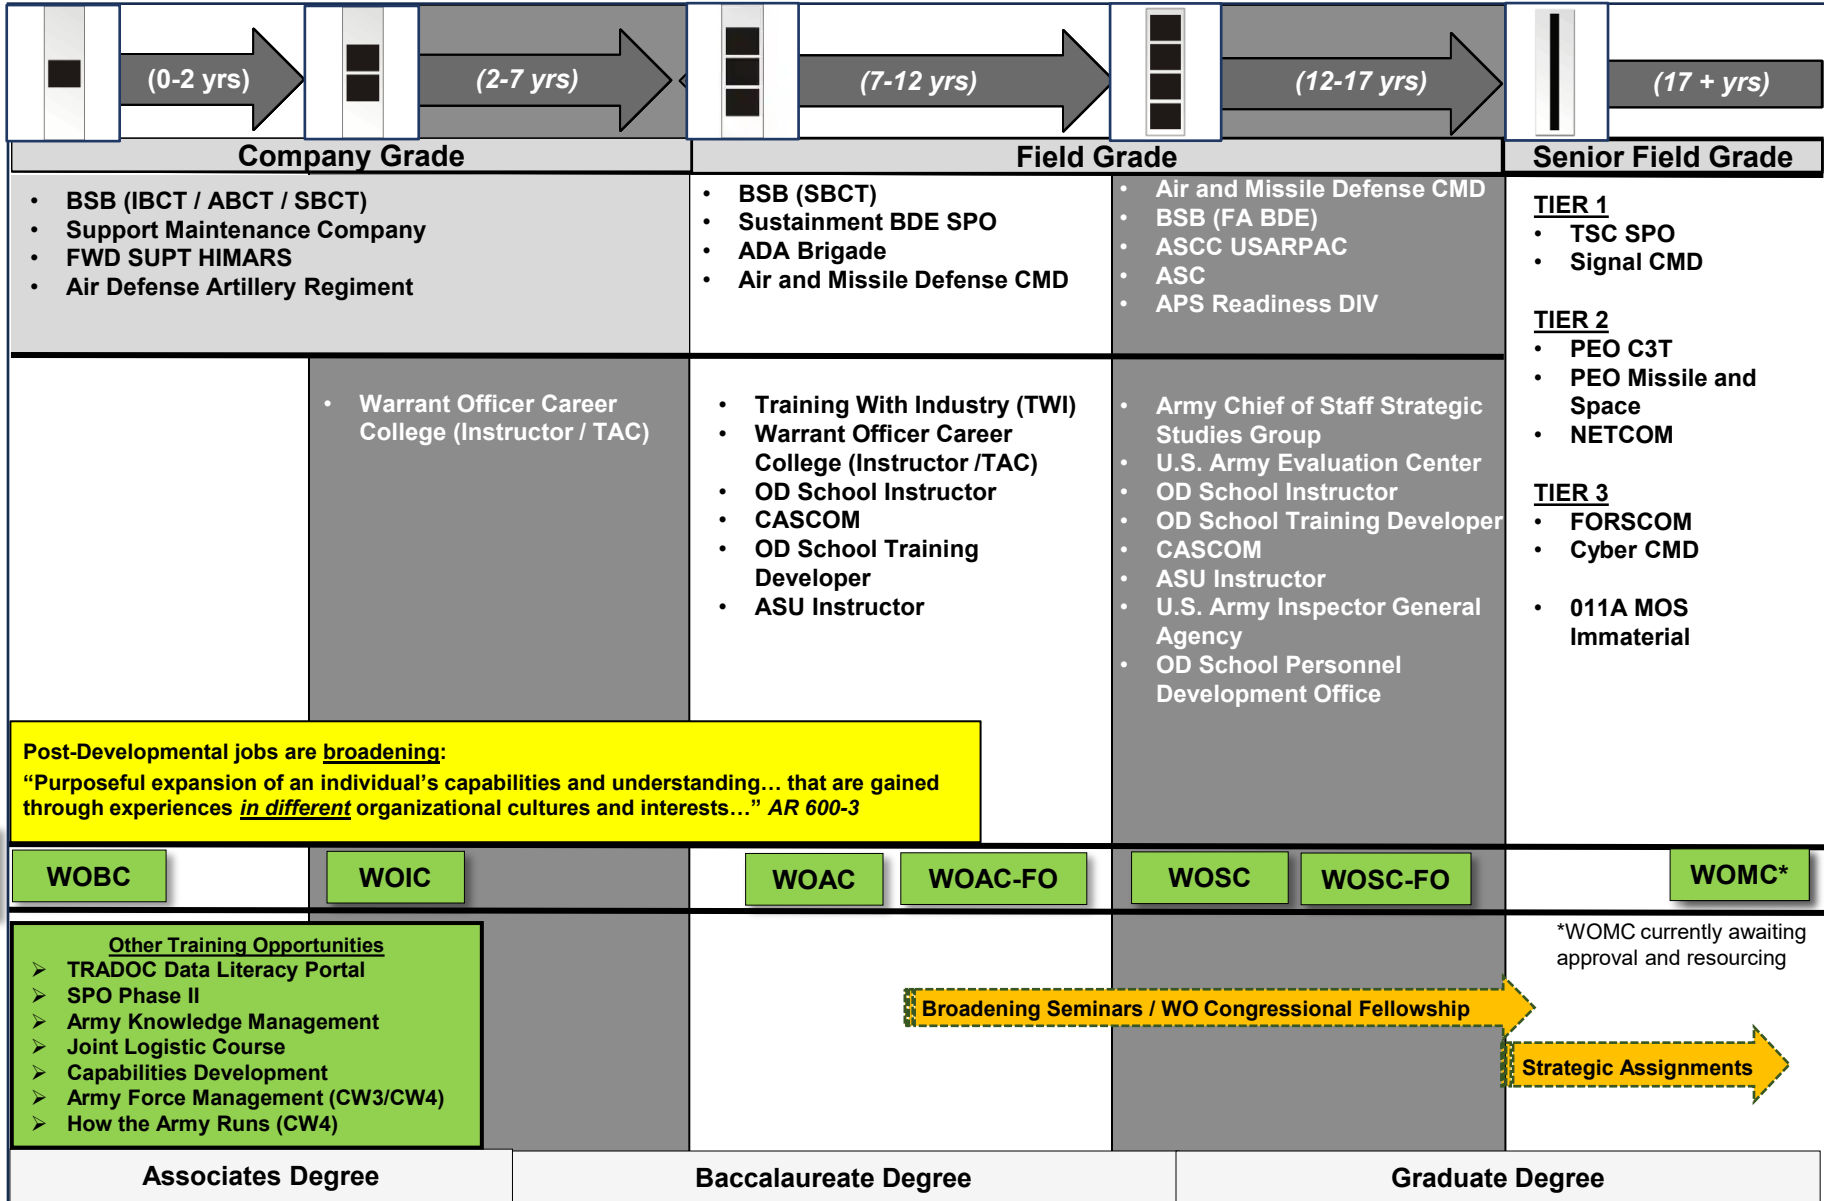 (0-2 yrs)
(2-7 yrs)
(7-12 yrs)
(12-17 yrs)
(17 + yrs)
Company Grade
Field Grade
Senior Field Grade
• BSB (IBCT / ABCT / SBCT)
• Support Maintenance Company
• FWD SUPT HIMARS
• Air Defense Artillery Regiment
• BSB (SBCT)
• Sustainment BDE SPO
• ADA Brigade
• Air and Missile Defense CMD
• Air and Missile Defense CMD
• BSB (FA BDE)
• ASCC USARPAC
• ASC
• APS Readiness DIV
TIER 1
• TSC SPO
• Signal CMD
TIER 2
• PEO C3T
• PEO Missile and
Space
• NETCOM
TIER 3
• FORSCOM
• Cyber CMD
• 011A MOS
Immaterial
• Warrant Officer Career
College (Instructor / TAC)
• Training With Industry (TWI)
• Warrant Officer Career
College (Instructor /TAC)
• OD School Instructor
• CASCOM
• OD School Training
Developer
• ASU Instructor
• Army Chief of Staff Strategic
Studies Group
• U.S. Army Evaluation Center
• OD School Instructor
• OD School Training Developer
• CASCOM
• ASU Instructor
• U.S. Army Inspector General
Agency
• OD School Personnel
Development Office
Post-Developmental jobs are broadening:
“Purposeful expansion of an individual’s capabilities and understanding… that are gained
through experiences in different organizational cultures and interests…” AR 600-3
WOBC
WOIC
WOAC
WOAC-FO
WOSC
WOSC-FO
WOMC*
Other Training Opportunities
➢ TRADOC Data Literacy Portal
➢ SPO Phase II
➢ Army Knowledge Management
➢ Joint Logistic Course
➢ Capabilities Development
➢ Army Force Management (CW3/CW4)
➢ How the Army Runs (CW4)
*WOMC currently awaiting
approval and resourcing
Broadening Seminars / WO Congressional Fellowship
Strategic Assignments
Associates Degree
Baccalaureate Degree
Graduate Degree